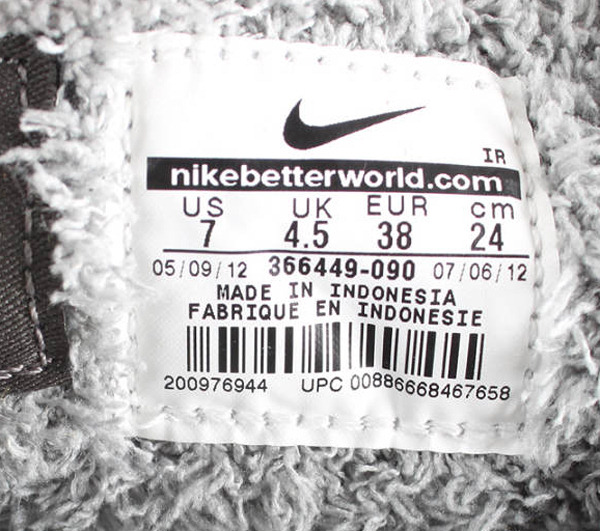 IR
nikebetterworld.com
US UK EUR cm
7 4.5 38 24
05/09/12 366449-090 07/06/12
MADE IN INDONESIA
FABRIQUE EN INDONESIE
200976944 UPC 00886668467658